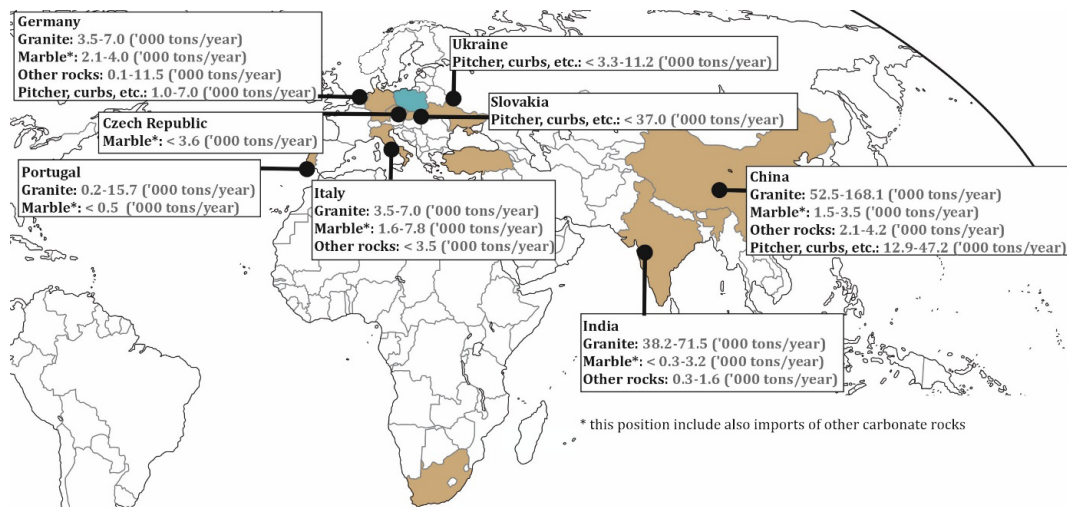 Germany
Granite: 3.5-7.0 ('000 tons/year)
Marble*: 2.1-4.0 ('000 tons/year)
Other rocks: 0.1-11.5 ('000 tons/year)
Pitcher, curbs, etc.: 1.0-7.0 ('000 tons/year)
Ukraine
Pitcher, curbs, etc.: < 3.3-11.2 ('000 tons/year)
Slovakia
Pitcher, curbs, etc.: < 37.0 ('000 tons/year)
Czech Republic
Marble*: < 3.6 ('000 tons/year)
Portugal
Granite: 0.2-15.7 ('000 tons/year)
Marble*: < 0.5 ('000 tons/year)
Italy
Granite: 3.5-7.0 ('000 tons/year)
Marble*: 1.6-7.8 ('000 tons/year)
Other rocks: < 3.5 ('000 tons/year)
China
Granite: 52.5-168.1 ('000 tons/year)
Marble*: 1.5-3.5 ('000 tons/year)
Other rocks: 2.1-4.2 ('000 tons/year)
Pitcher, curbs, etc.: 12.9-47.2 ('000 tons/year)
India
Granite: 38.2-71.5 ('000 tons/year)
Marble*: < 0.3-3.2 ('000 tons/year)
Other rocks: 0.3-1.6 ('000 tons/year)
* this position include also imports of other carbonate rocks